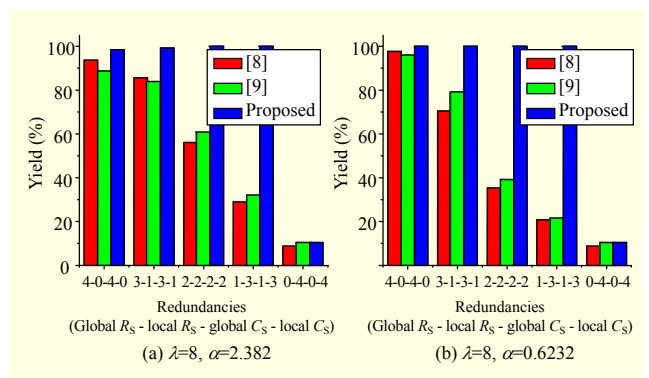 100
80
60
40
20
0
Yield (%)
[8]
[9]
Proposed
4-0-4-0 3-1-3-1 2-2-2-2 1-3-1-3 0-4-0-4
Redundancies
(Global RS - local RS - global CS - local CS)
(a) λ=8, α=2.382
100
80
60
40
20
0
Yield (%)
[8]
[9]
Proposed
4-0-4-0 3-1-3-1 2-2-2-2 1-3-1-3 0-4-0-4
Redundancies
(Global RS - local RS - global CS - local CS)
(b) λ=8, α=0.6232